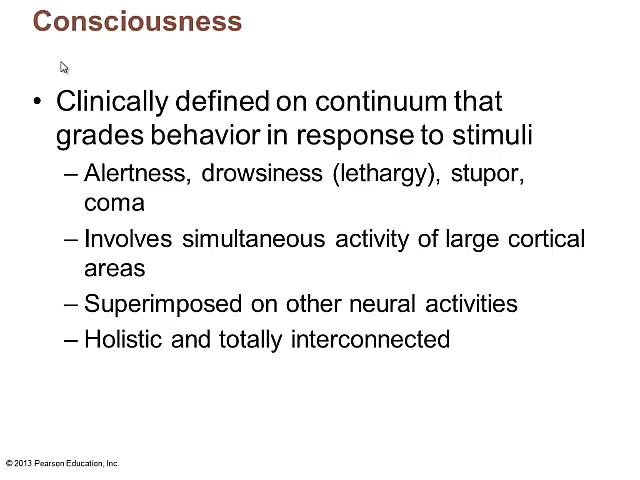 Consciousness
• Clinically defined on continuum that
grades behavior in response to stimuli
– Alertness, drowsiness (lethargy), stupor,
coma
– Involves simultaneous activity of large cortical
areas
– Superimposed on other neural activities
– Holistic and totally interconnected
© 2013 Pearson Education, Inc.